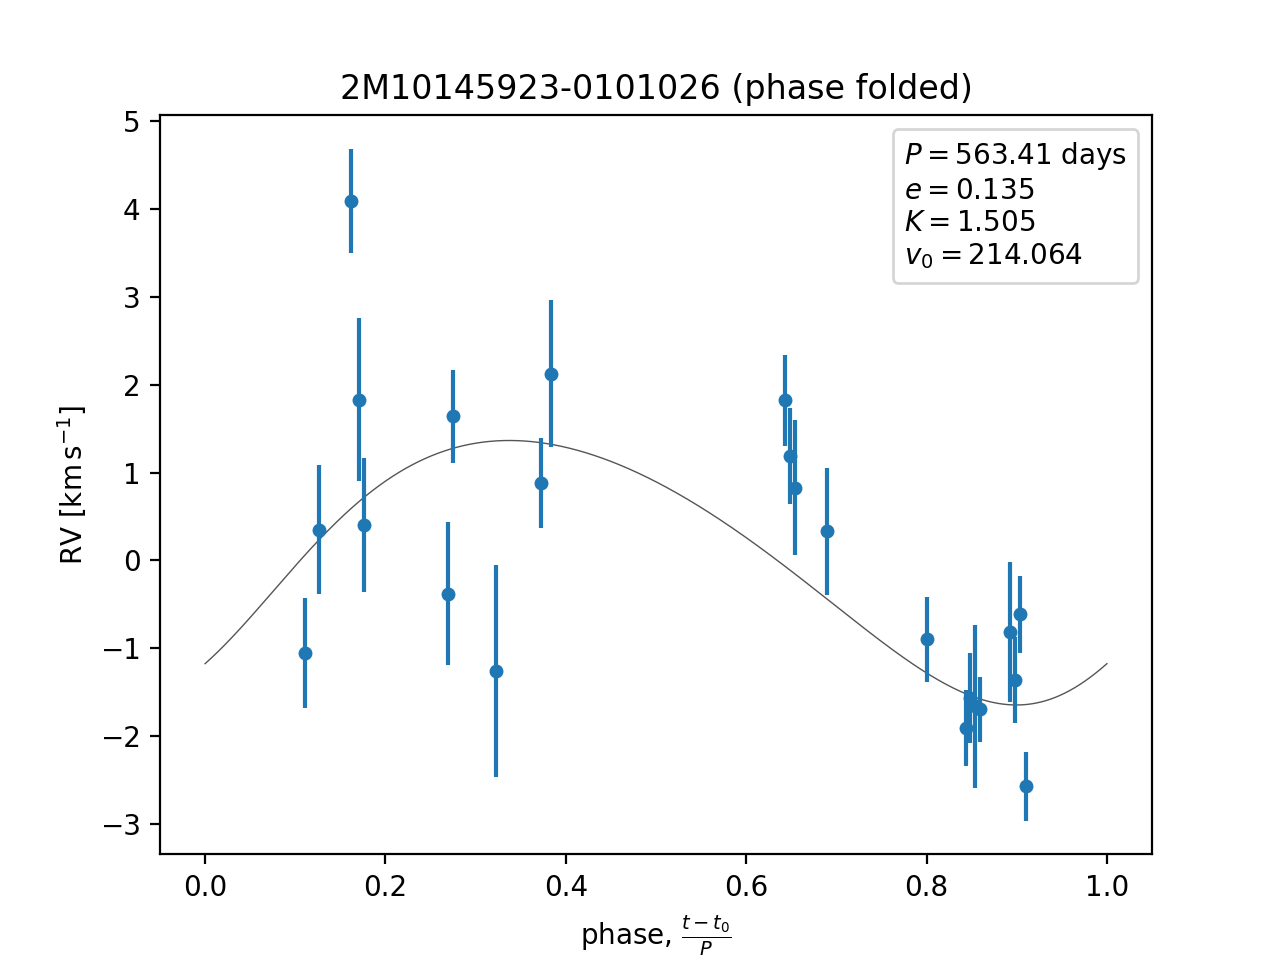 2M10145923-0101026 (phase folded)
P = 563.41 days
e = 0.135
K = 1.505
v₀ = 214.064
RV [km s⁻¹]
5
4
3
2
1
0
−1
−2
−3
0.0 0.2 0.4 0.6 0.8 1.0
phase, (t − t₀)/P